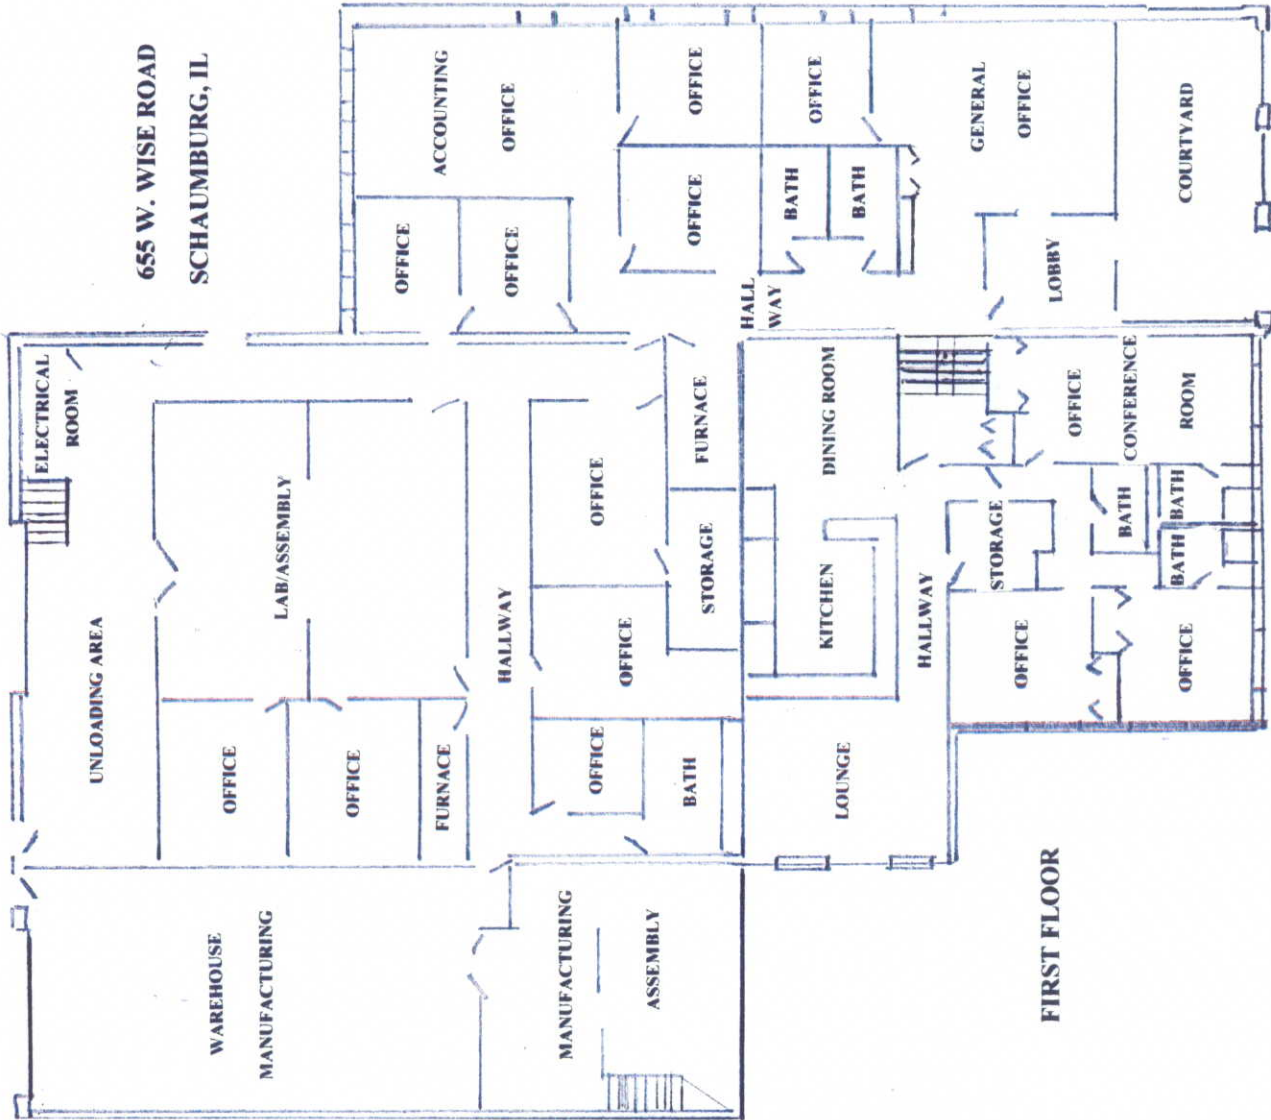 655 W. WISE ROAD
SCHAUMBURG, IL
ELECTRICAL
ROOM
UNLOADING AREA
LAB/ASSEMBLY
OFFICE
OFFICE
FURNACE
HALLWAY
WAREHOUSE
MANUFACTURING
MANUFACTURING
ASSEMBLY
OFFICE
OFFICE
OFFICE
BATH
STORAGE
FURNACE
ACCOUNTING
OFFICE
OFFICE
OFFICE
OFFICE
OFFICE
OFFICE
BATH
BATH
HALL
WAY
GENERAL
OFFICE
LOBBY
COURTYARD
DINING ROOM
KITCHEN
LOUNGE
HALLWAY
STORAGE
OFFICE
CONFERENCE
ROOM
BATH
BATH
BATH
OFFICE
OFFICE
FIRST FLOOR